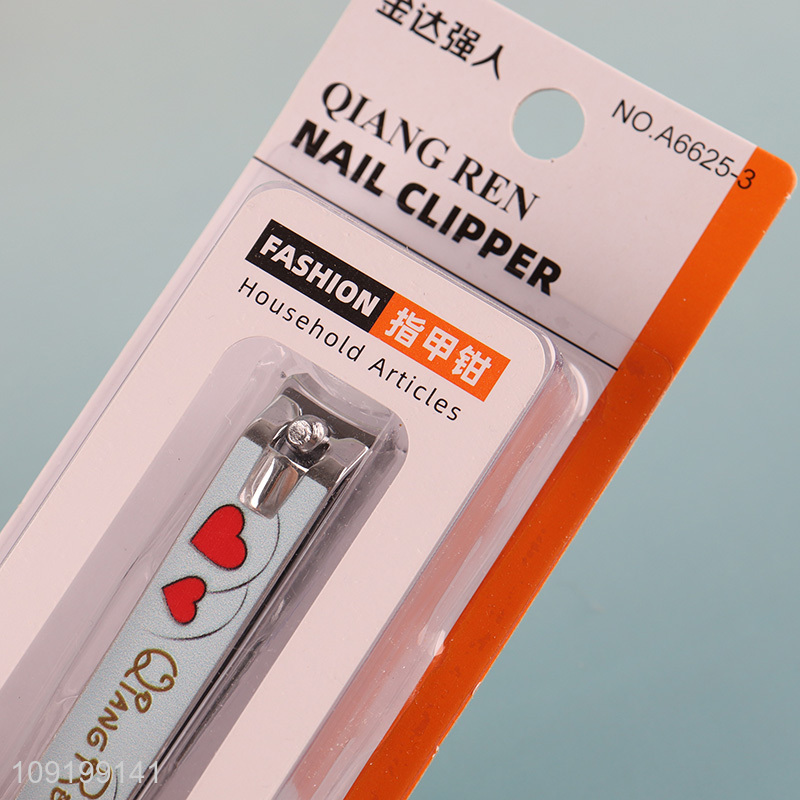 金达强人
NO.A6625-3
QIANG REN
NAIL CLIPPER
FASHION 指甲钳
Household Articles
QIANG
109199141